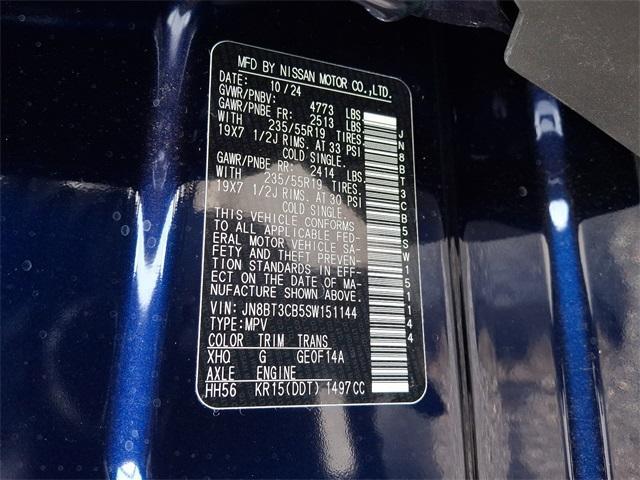 MFD BY NISSAN MOTOR CO.,LTD.
DATE: 10/24
GVWR/PNBV: 4773 LBS
GAWR/PNBE FR: 2513 LBS.
WITH 235/55R19 TIRES.
19X7 1/2J RIMS. AT 33 PSI
COLD SINGLE.
GAWR/PNBE RR: 2414 LBS.
WITH 235/55R19 TIRES.
19X7 1/2J RIMS. AT 30 PSI
COLD SINGLE.
THIS VEHICLE CONFORMS
TO ALL APPLICABLE FED-
ERAL MOTOR VEHICLE SA-
FETY AND THEFT PREVEN-
TION STANDARDS IN EFF-
ECT ON THE DATE OF MA-
NUFACTURE SHOWN ABOVE.
VIN: JN8BT3CB5SW151144
TYPE:MPV
COLOR TRIM TRANS
XHQ G GE0F14A
AXLE ENGINE
HH56 KR15(DDT) 1497CC
JN8BT3CB5SW151144